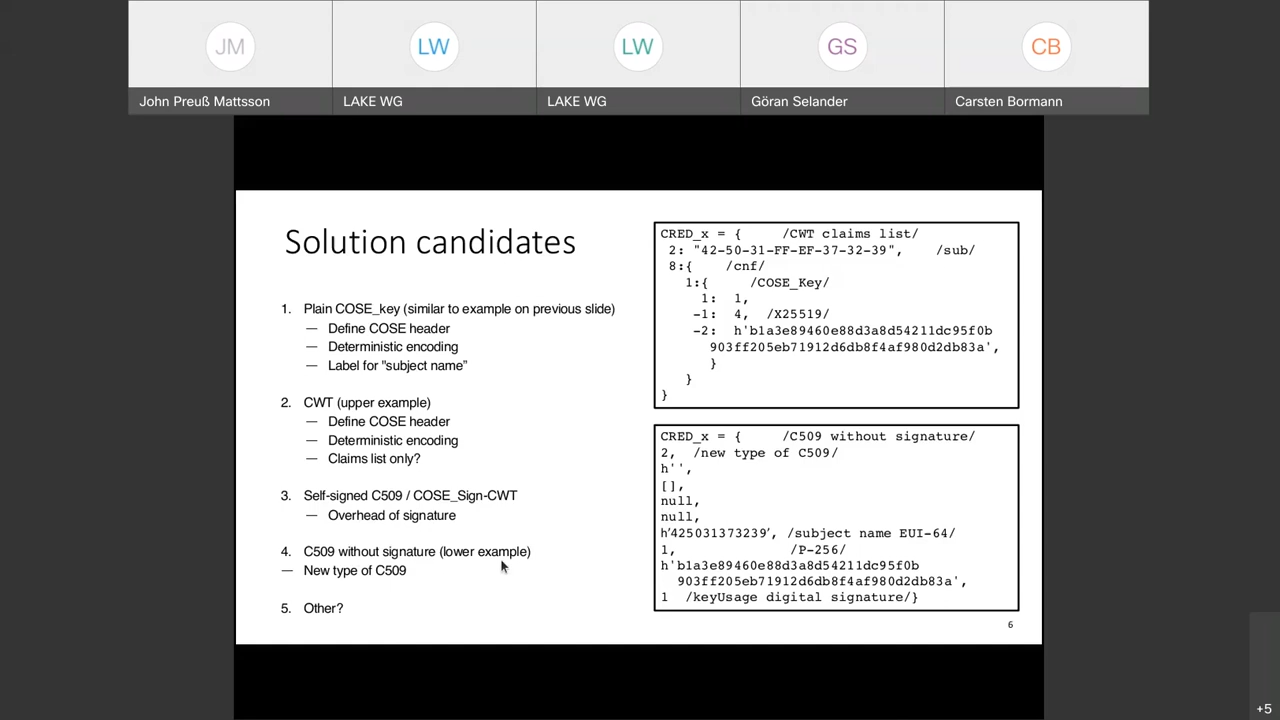 JM
LW
LW
GS
CB
John Preuß Mattsson
LAKE WG
LAKE WG
Göran Selander
Carsten Bormann
Solution candidates
1. Plain COSE_key (similar to example on previous slide)
— Define COSE header
— Deterministic encoding
— Label for "subject name”
2. CWT (upper example)
— Define COSE header
— Deterministic encoding
— Claims list only?
3. Self-signed C509 / COSE_Sign-CWT
— Overhead of signature
4. C509 without signature (lower example)
— New type of C509
5. Other?
CRED_x = { /CWT claims list/
2: "42-50-31-FF-EF-37-32-39", /sub/
8:{ /cnf/
1:{ /COSE_Key/
1: 1,
-1: 4, /X25519/
-2: h'b1a3e89460e88d3a8d54211dc95f0b
903ff205eb71912d6db8f4af980d2db83a',
}
}
}
CRED_x = { /C509 without signature/
2, /new type of C509/
h'',
[],
null,
null,
h’425031373239’, /subject name EUI-64/
1, /P-256/
h'b1a3e89460e88d3a8d54211dc95f0b
903ff205eb71912d6db8f4af980d2db83a',
1 /keyUsage digital signature/}
6
+5